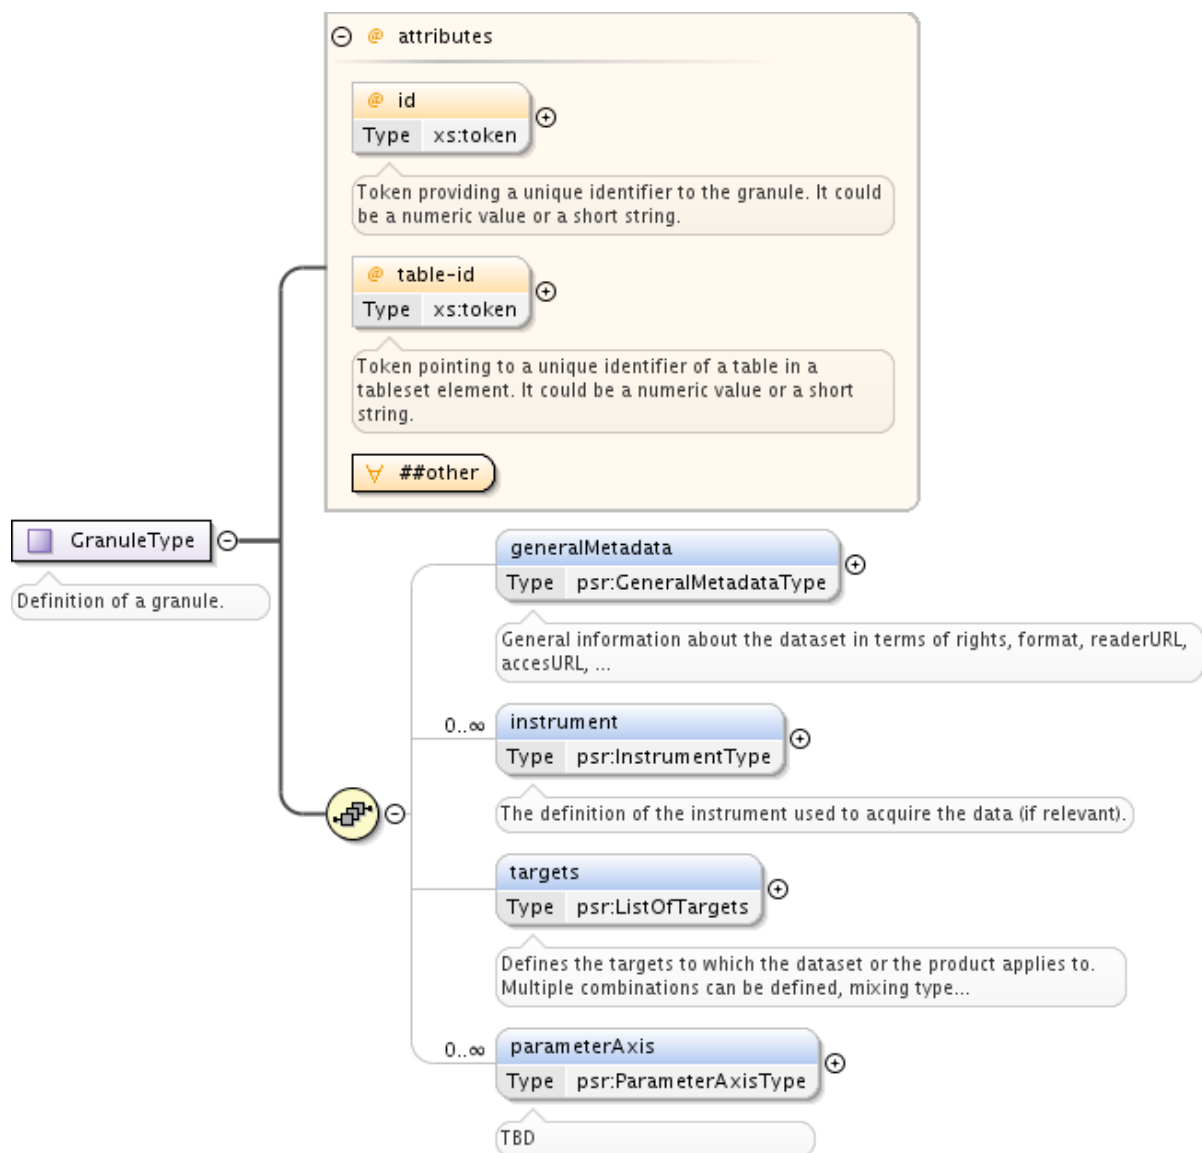 attributes
id
Type xs:token
Token providing a unique identifier to the granule. It could
be a numeric value or a short string.
table-id
Type xs:token
Token pointing to a unique identifier of a table in a
tableset element. It could be a numeric value or a short
string.
##other
GranuleType
Definition of a granule.
generalMetadata
Type psr:GeneralMetadataType
General information about the dataset in terms of rights, format, readerURL,
accesURL, ...
0..∞
instrument
Type psr:InstrumentType
The definition of the instrument used to acquire the data (if relevant).
targets
Type psr:ListOfTargets
Defines the targets to which the dataset or the product applies to.
Multiple combinations can be defined, mixing type...
0..∞
parameterAxis
Type psr:ParameterAxisType
TBD